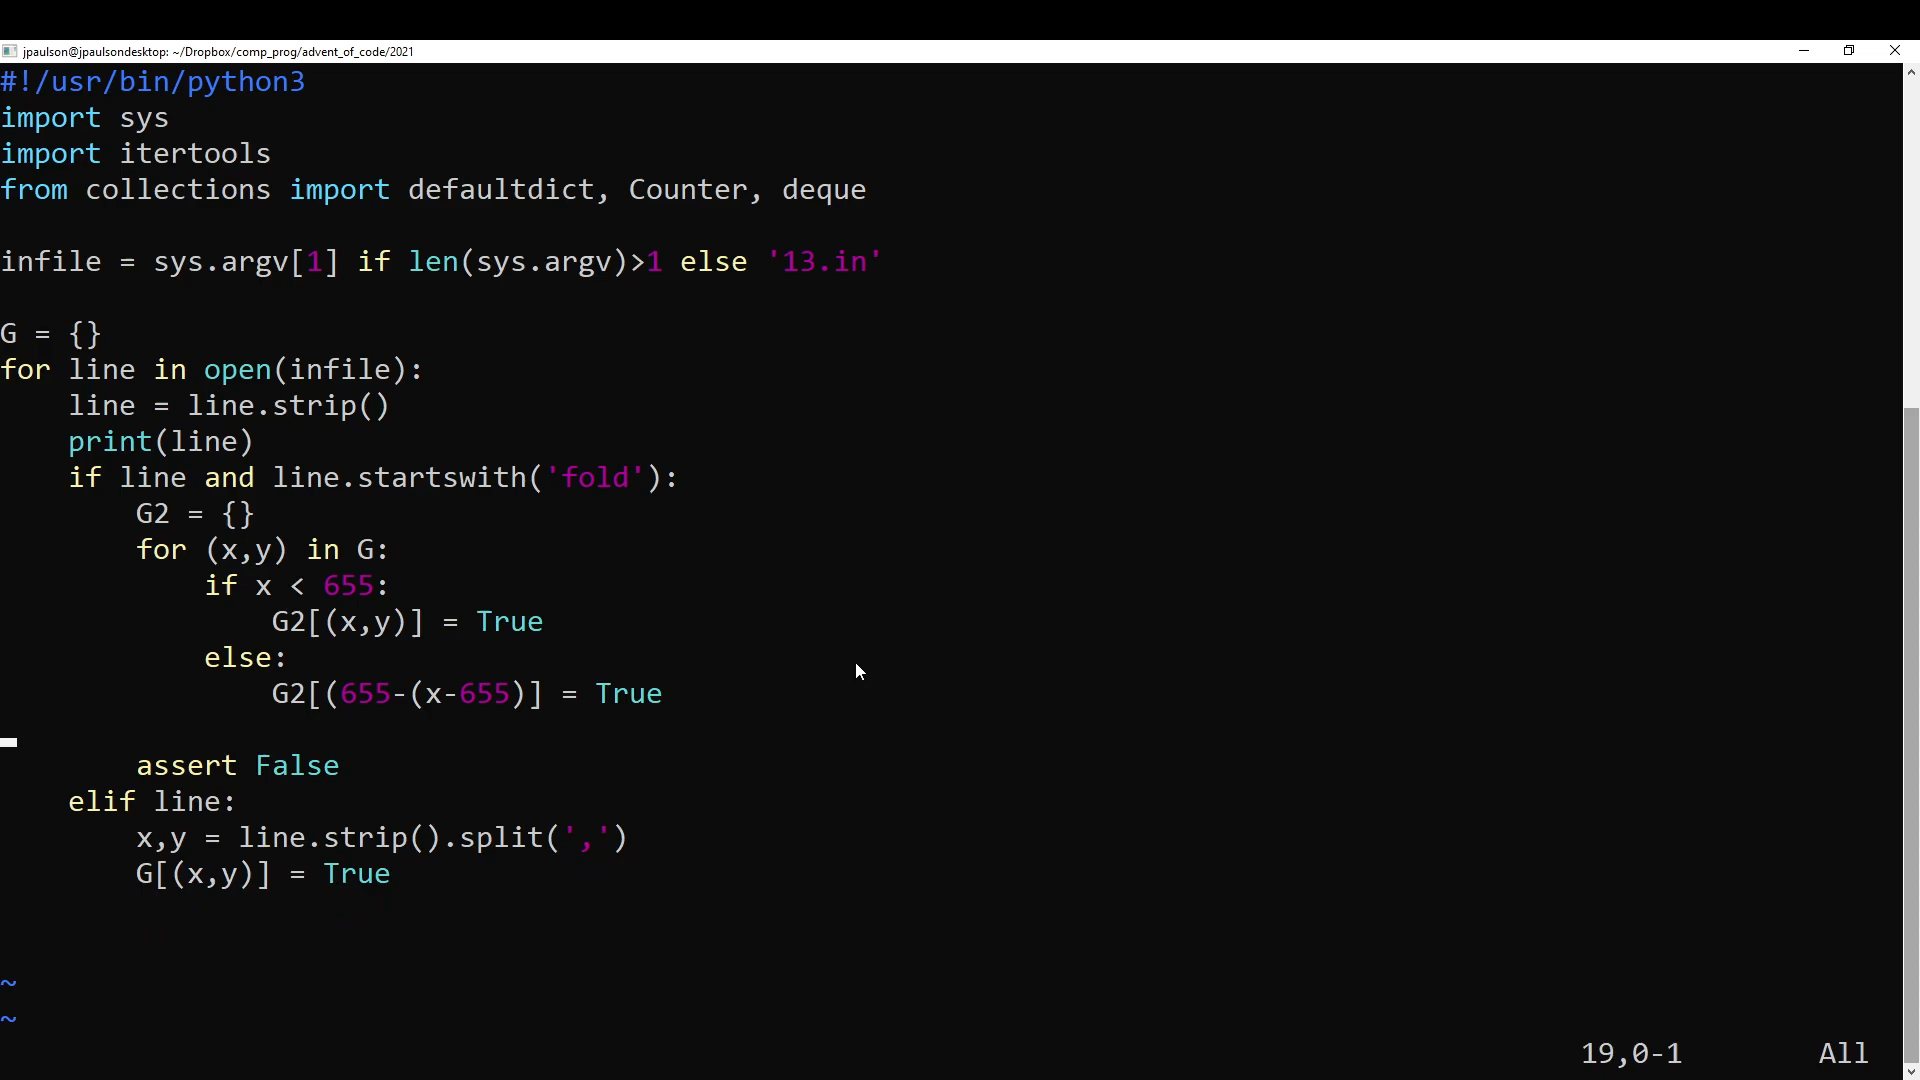 jpaulson@jpaulsondesktop: ~/Dropbox/comp_prog/advent_of_code/2021
#!/usr/bin/python3
import sys
import itertools
from collections import defaultdict, Counter, deque

infile = sys.argv[1] if len(sys.argv)>1 else '13.in'

G = {}
for line in open(infile):
    line = line.strip()
    print(line)
    if line and line.startswith('fold'):
        G2 = {}
        for (x,y) in G:
            if x < 655:
                G2[(x,y)] = True
            else:
                G2[(655-(x-655)] = True

        assert False
    elif line:
        x,y = line.strip().split(',')
        G[(x,y)] = True

~
~
19,0-1 All